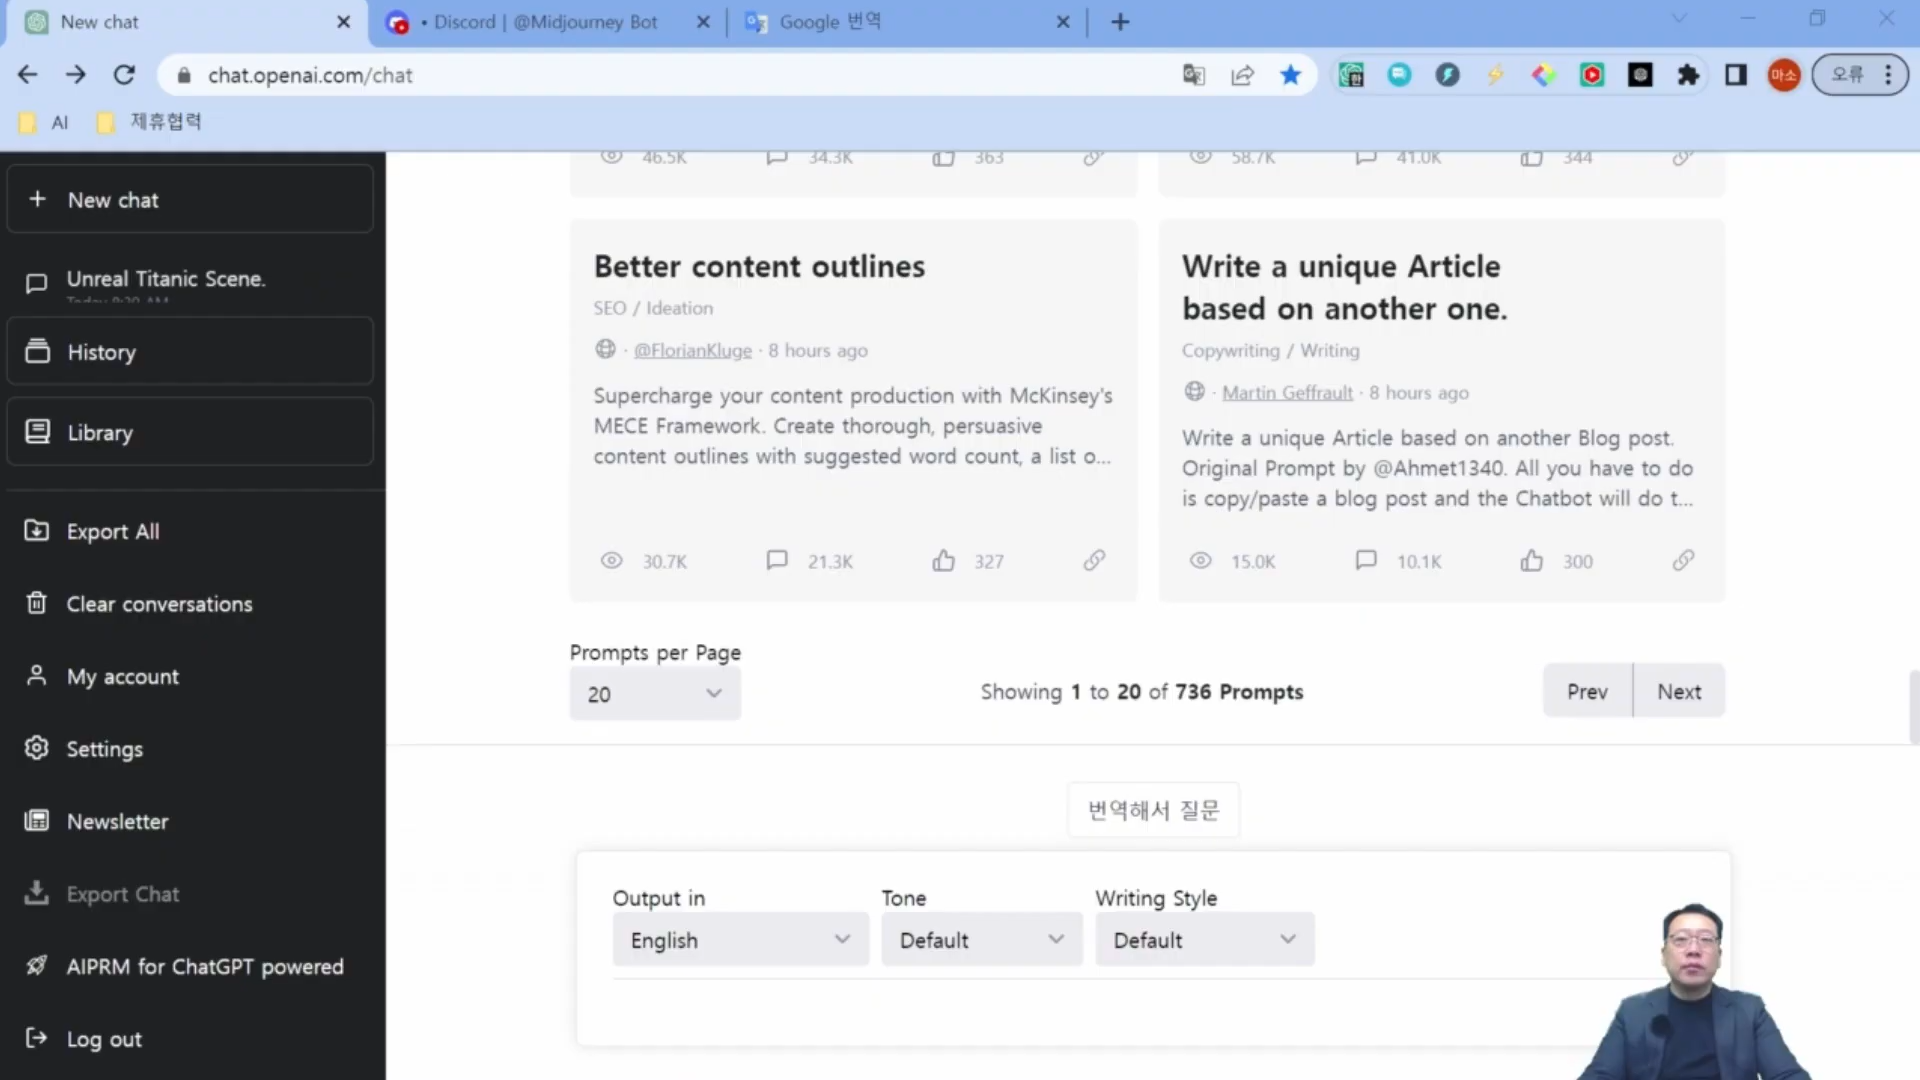 New chat
• Discord | @Midjourney Bot
Google 번역
chat.openai.com/chat
마소
오류
AI
제휴협력
New chat
Unreal Titanic Scene.
Today 8:20 AM
History
Library
Export All
Clear conversations
My account
Settings
Newsletter
Export Chat
AIPRM for ChatGPT powered
Log out
46.5K 34.3K 363
58.7K 41.0K 344
Better content outlines
SEO / Ideation
· @FlorianKluge · 8 hours ago
Supercharge your content production with McKinsey's
MECE Framework. Create thorough, persuasive
content outlines with suggested word count, a list o...
30.7K 21.3K 327
Write a unique Article
based on another one.
Copywriting / Writing
· Martin Geffrault · 8 hours ago
Write a unique Article based on another Blog post.
Original Prompt by @Ahmet1340. All you have to do
is copy/paste a blog post and the Chatbot will do t...
15.0K 10.1K 300
Prompts per Page
20
Showing 1 to 20 of 736 Prompts
Prev Next
번역해서 질문
Output in Tone Writing Style
English Default Default